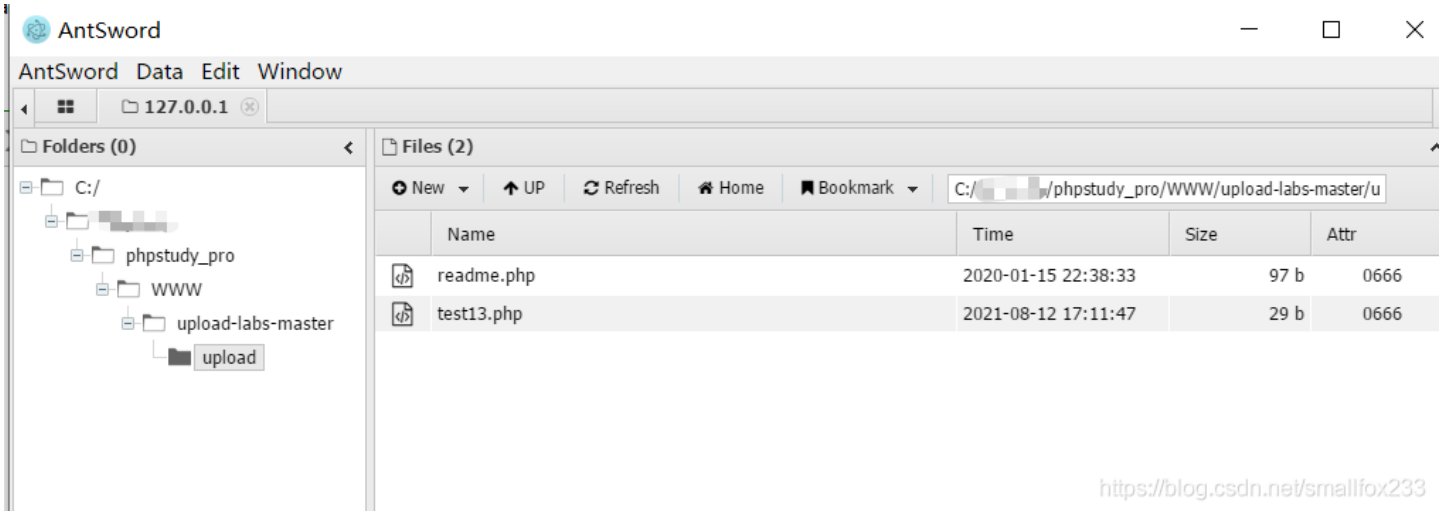 AntSword
AntSword Data Edit Window
127.0.0.1
Folders (0)
Files (2)
New UP Refresh Home Bookmark C:/ /phpstudy_pro/WWW/upload-labs-master/u
C:/
phpstudy_pro
WWW
upload-labs-master
upload
Name Time Size Attr
readme.php 2020-01-15 22:38:33 97 b 0666
test13.php 2021-08-12 17:11:47 29 b 0666
https://blog.csdn.net/smallfox233